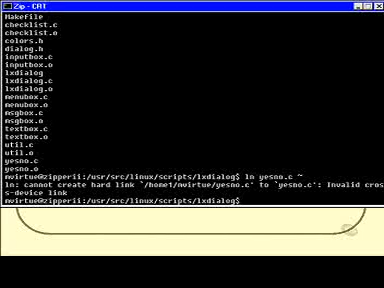 Zip - CRT
Makefile
checklist.c
checklist.o
colors.h
dialog.h
inputbox.c
inputbox.o
lxdialog
lxdialog.c
lxdialog.o
menubox.c
menubox.o
msgbox.c
msgbox.o
textbox.c
textbox.o
util.c
util.o
yesno.c
yesno.o
mvirtue@zipperii:/usr/src/linux/scripts/lxdialog$ ln yesno.c ~
ln: cannot create hard link `/home1/mvirtue/yesno.c' to `yesno.c': Invalid cros
s-device link
mvirtue@zipperii:/usr/src/linux/scripts/lxdialog$